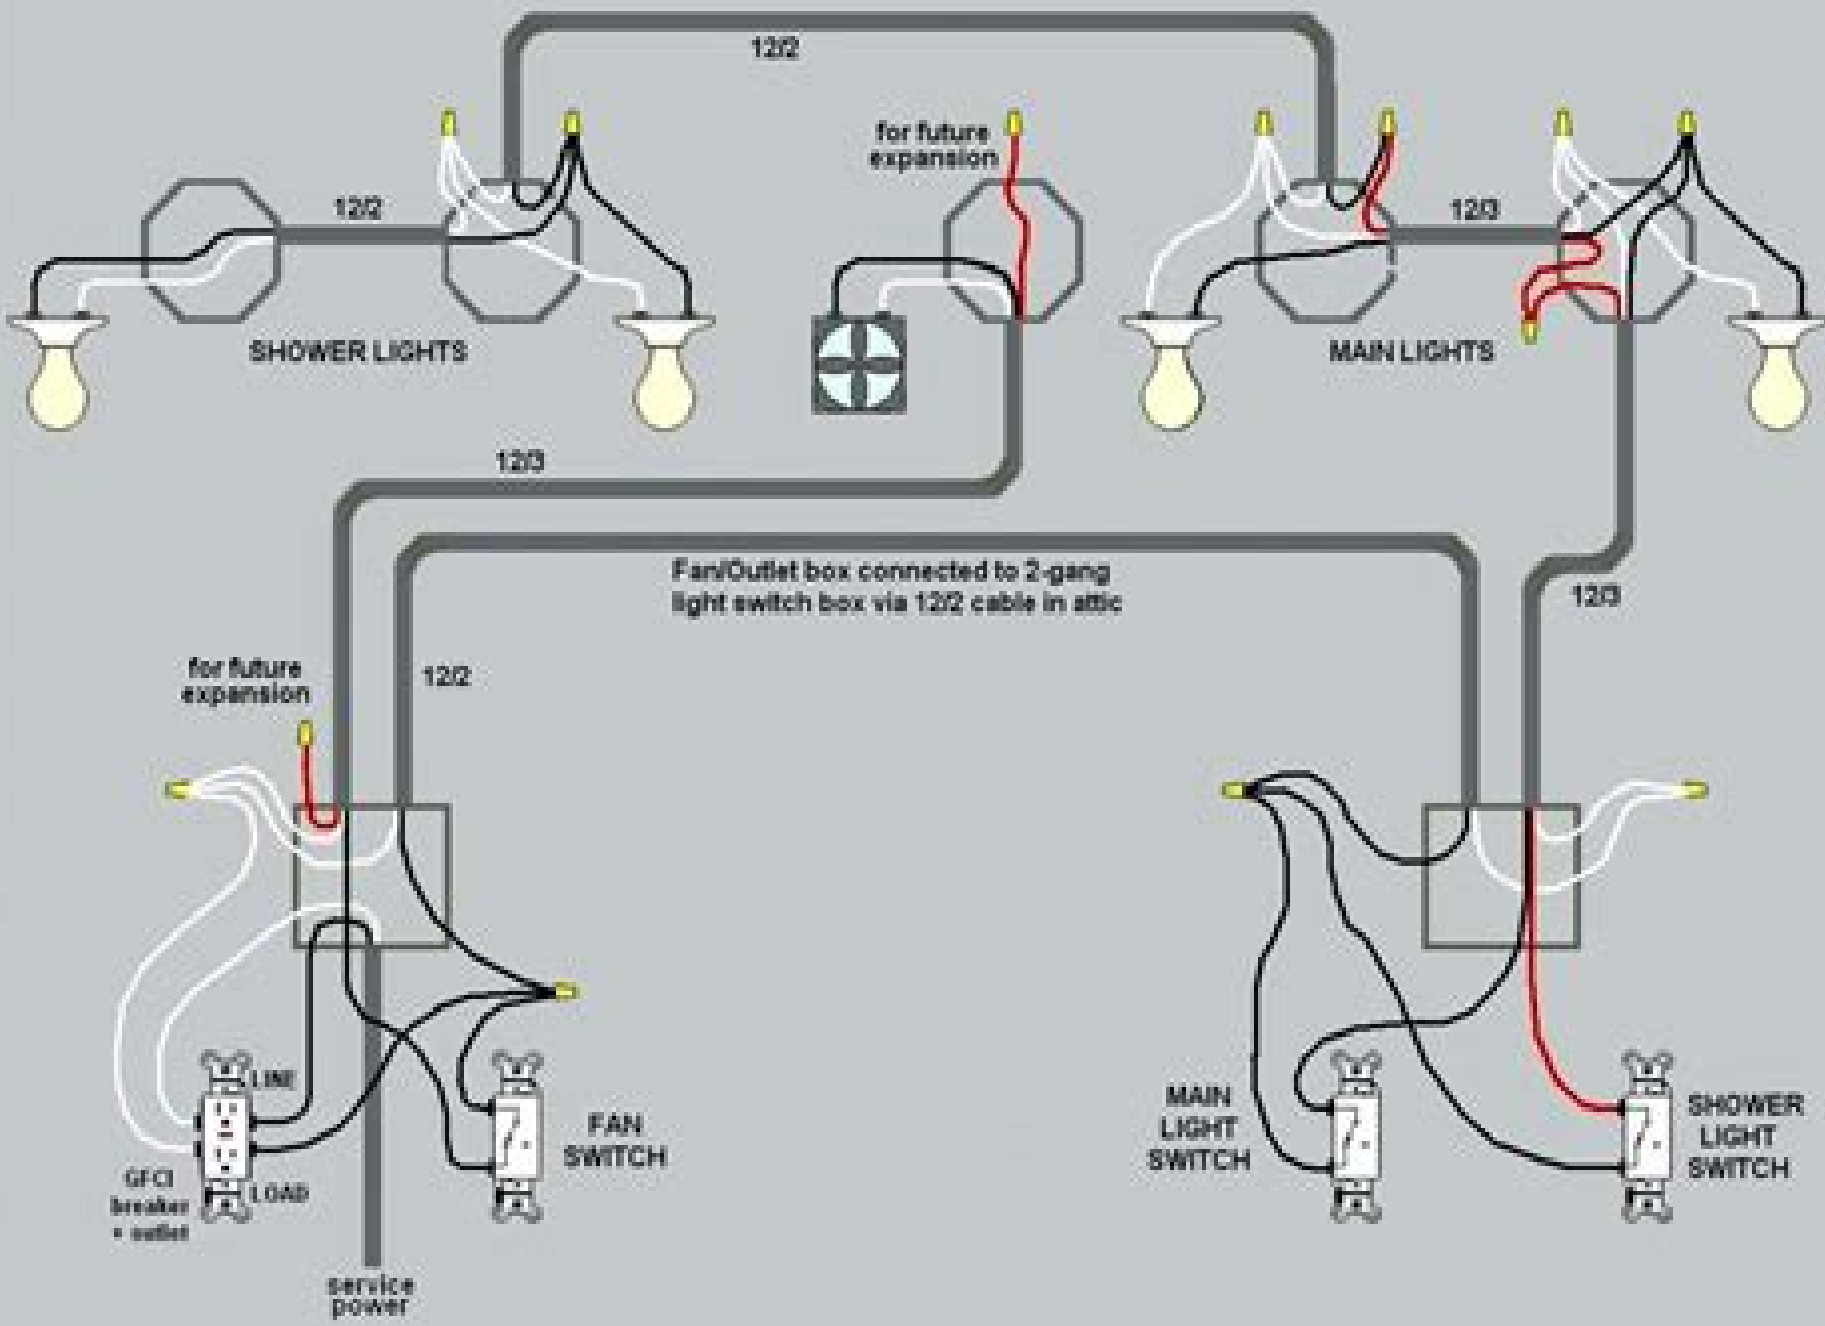 12/2
for future
expansion
12/2
12/3
SHOWER LIGHTS
MAIN LIGHTS
12/3
Fan/Outlet box connected to 2-gang
light switch box via 12/2 cable in attic
12/3
for future
expansion
12/2
LINE
FAN
SWITCH
GFCI
breaker
+ outlet
LOAD
MAIN
LIGHT
SWITCH
SHOWER
LIGHT
SWITCH
service
power